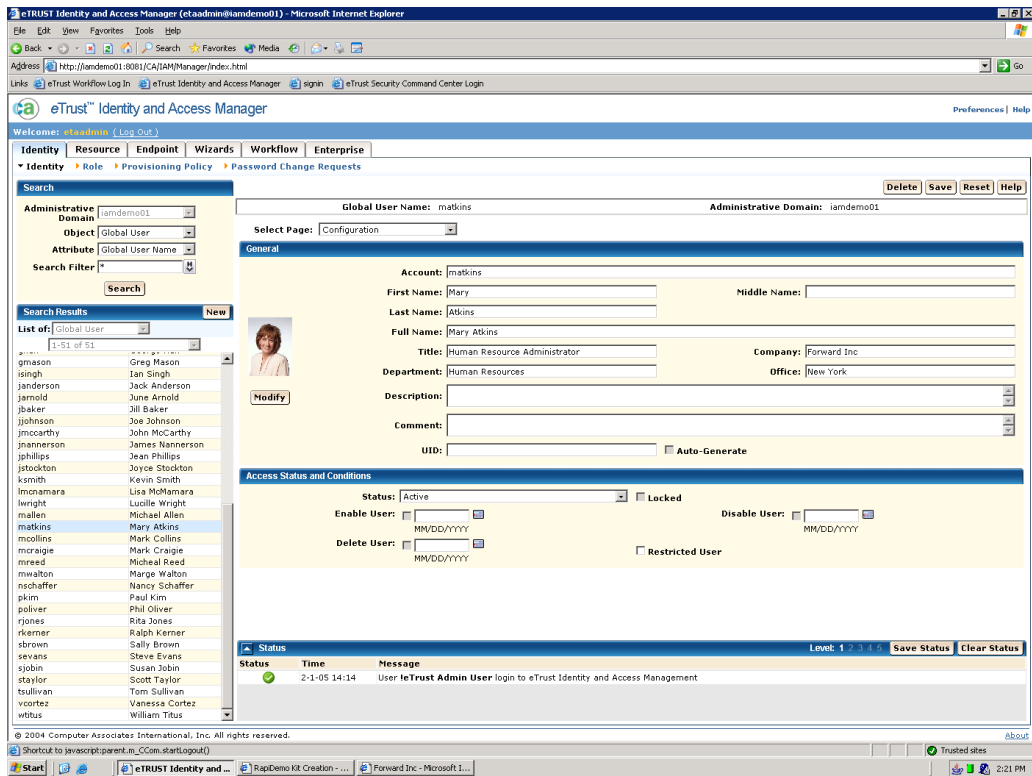 eTRUST Identity and Access Manager (etaadmin@iamdemo01) - Microsoft Internet Explorer
File Edit View Favorites Tools Help
Back Search Favorites Media
Address http://iamdemo01:8081/CA/IAM/Manager/index.html Go
Links eTrust Workflow Log In eTrust Identity and Access Manager signin eTrust Security Command Center Login
ca eTrust™ Identity and Access Manager Preferences | Help
Welcome: etaadmin ( Log Out )
Identity Resource Endpoint Wizards Workflow Enterprise
Identity Role Provisioning Policy Password Change Requests
Search
Administrative Domain iamdemo01
Object Global User
Attribute Global User Name
Search Filter *
Search
Search Results New
List of: Global User
1-51 of 51
gmason Greg Mason
isingh Ian Singh
janderson Jack Anderson
jarnold June Arnold
jbaker Jill Baker
jjohnson Joe Johnson
jmccarthy John McCarthy
jnannerson James Nannerson
jphillips Jean Phillips
jstockton Joyce Stockton
ksmith Kevin Smith
lmcnamara Lisa McMamara
lwright Lucille Wright
mallen Michael Allen
matkins Mary Atkins
mcollins Mark Collins
mcraigie Mark Craigie
mreed Micheal Reed
mwalton Marge Walton
nschaffer Nancy Schaffer
pkim Paul Kim
poliver Phil Oliver
rjones Rita Jones
rkerner Ralph Kerner
sbrown Sally Brown
sevans Steve Evans
sjobin Susan Jobin
staylor Scott Taylor
tsullivan Tom Sullivan
vcortez Vanessa Cortez
wtitus William Titus
Delete Save Reset Help
Global User Name: matkins Administrative Domain: iamdemo01
Select Page: Configuration
General
Account: matkins
First Name: Mary Middle Name:
Last Name: Atkins
Full Name: Mary Atkins
Title: Human Resource Administrator Company: Forward Inc
Department: Human Resources Office: New York
Modify
Description:
Comment:
UID: Auto-Generate
Access Status and Conditions
Status: Active Locked
Enable User: MM/DD/YYYY Disable User: MM/DD/YYYY
Delete User: MM/DD/YYYY Restricted User
Status Level: 1 2 3 4 5 Save Status Clear Status
Status Time Message
2-1-05 14:14 User !eTrust Admin User login to eTrust Identity and Access Management
© 2004 Computer Associates International, Inc. All rights reserved. About
Shortcut to javascript:parent.m_CCom.startLogout() Trusted sites
Start eTRUST Identity and ... RapiDemo Kit Creation - ... Forward Inc - Microsoft I... 2:21 PM